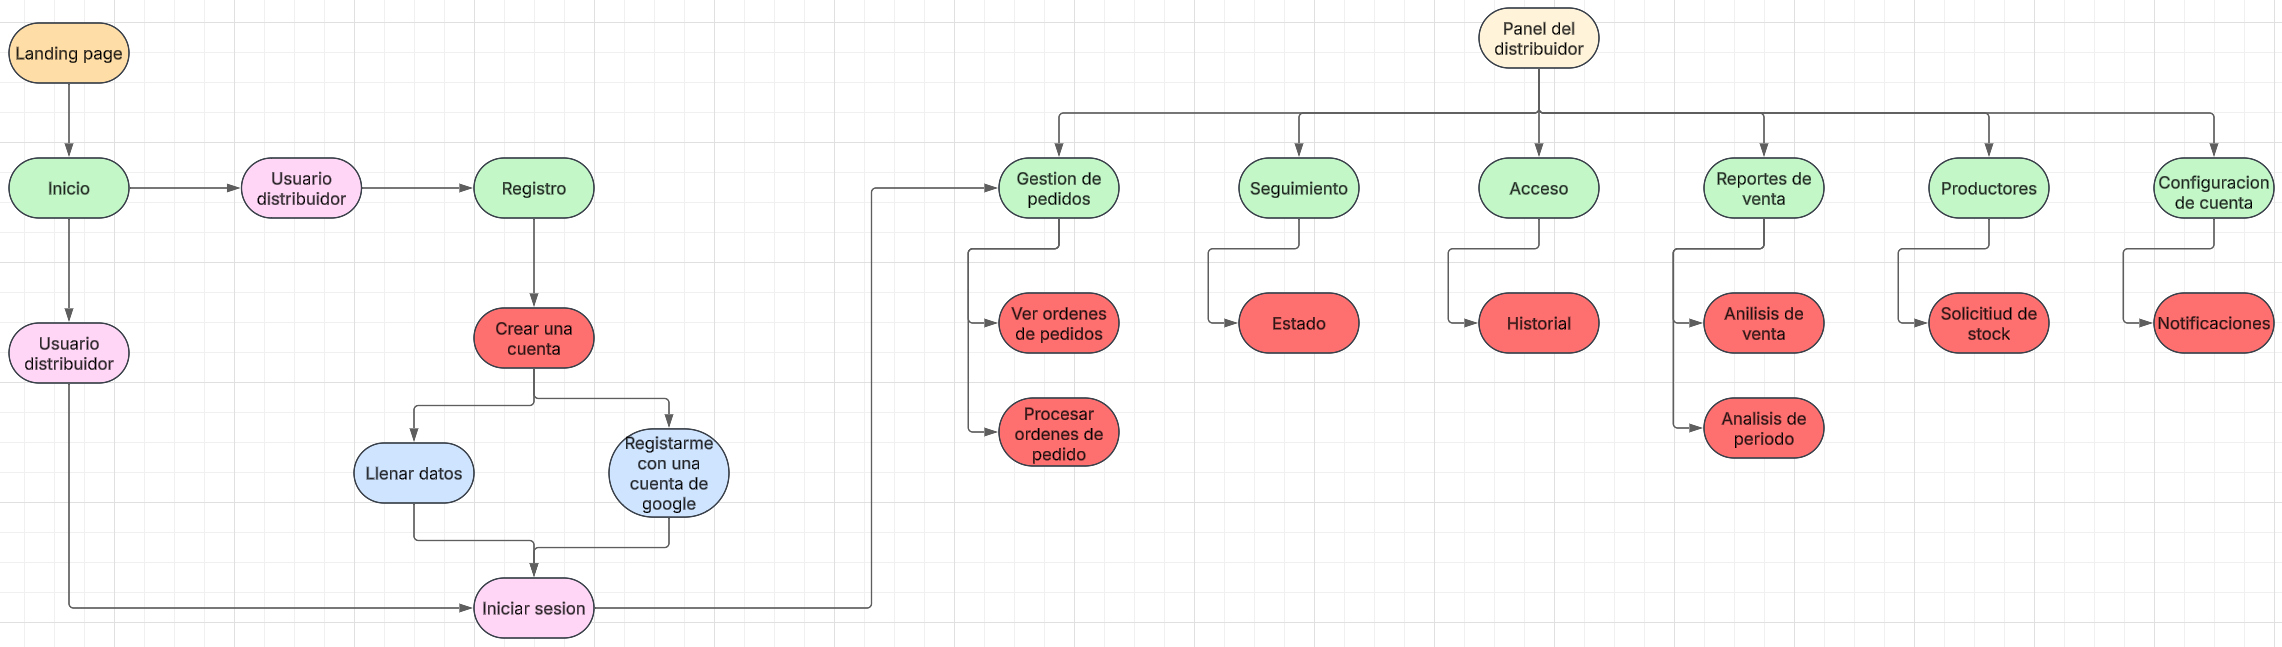 Landing page
Panel del
distribuidor
Inicio
Usuario
distribuidor
Registro
Gestion de
pedidos
Seguimiento
Acceso
Reportes de
venta
Productores
Configuracion
de cuenta
Usuario
distribuidor
Crear una
cuenta
Ver ordenes
de pedidos
Estado
Historial
Anilisis de
venta
Solicitiud de
stock
Notificaciones
Procesar
ordenes de
pedido
Analisis de
periodo
Llenar datos
Registarme
con una
cuenta de
google
Iniciar sesion